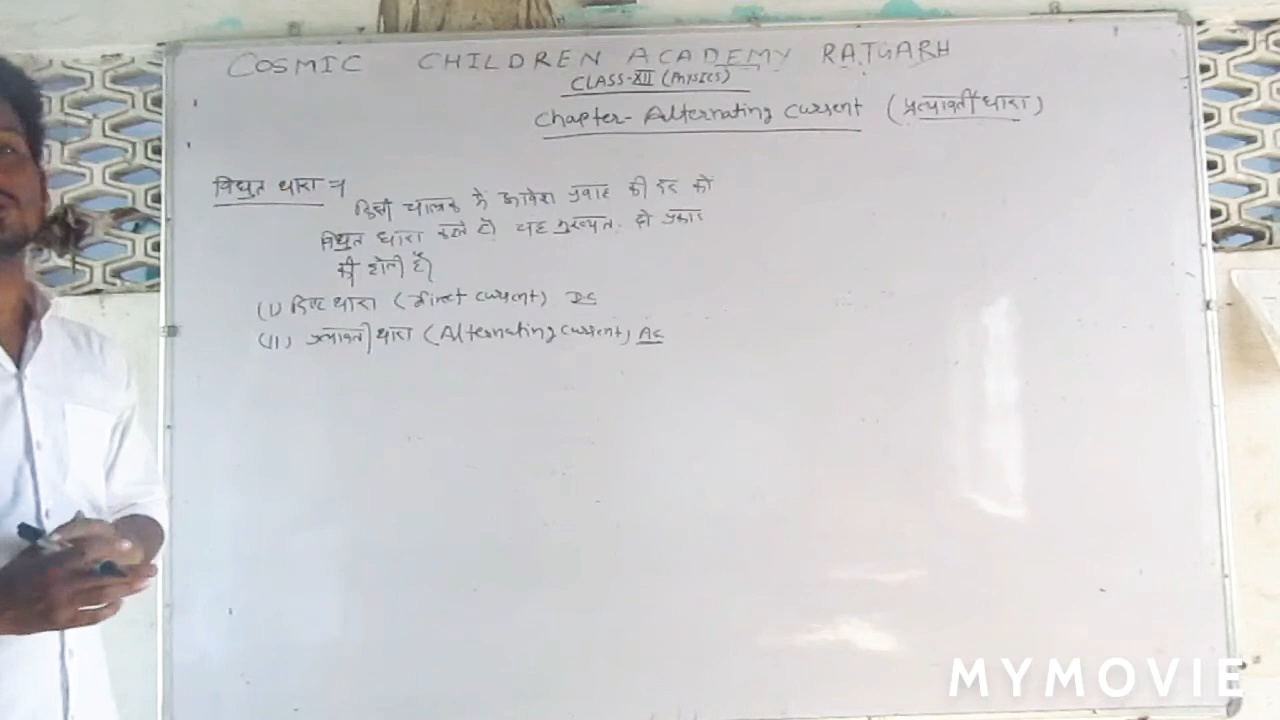 COSMIC CHILDREN ACADEMY RAJGARH
CLASS-XII (PHYSICS)
Chapter- Alternating Current (प्रत्यावर्ती धारा)
विधुत धारा ⇒
किसी चालक में आवेश प्रवाह की दर को
विधुत धारा कहते हैं। यह मुख्यतः दो प्रकार
की होती हैं।
(I) दिष्ट धारा (Direct current) DC
(II) प्रत्यावर्ती धारा (Alternating current) AC
MYMOVIE